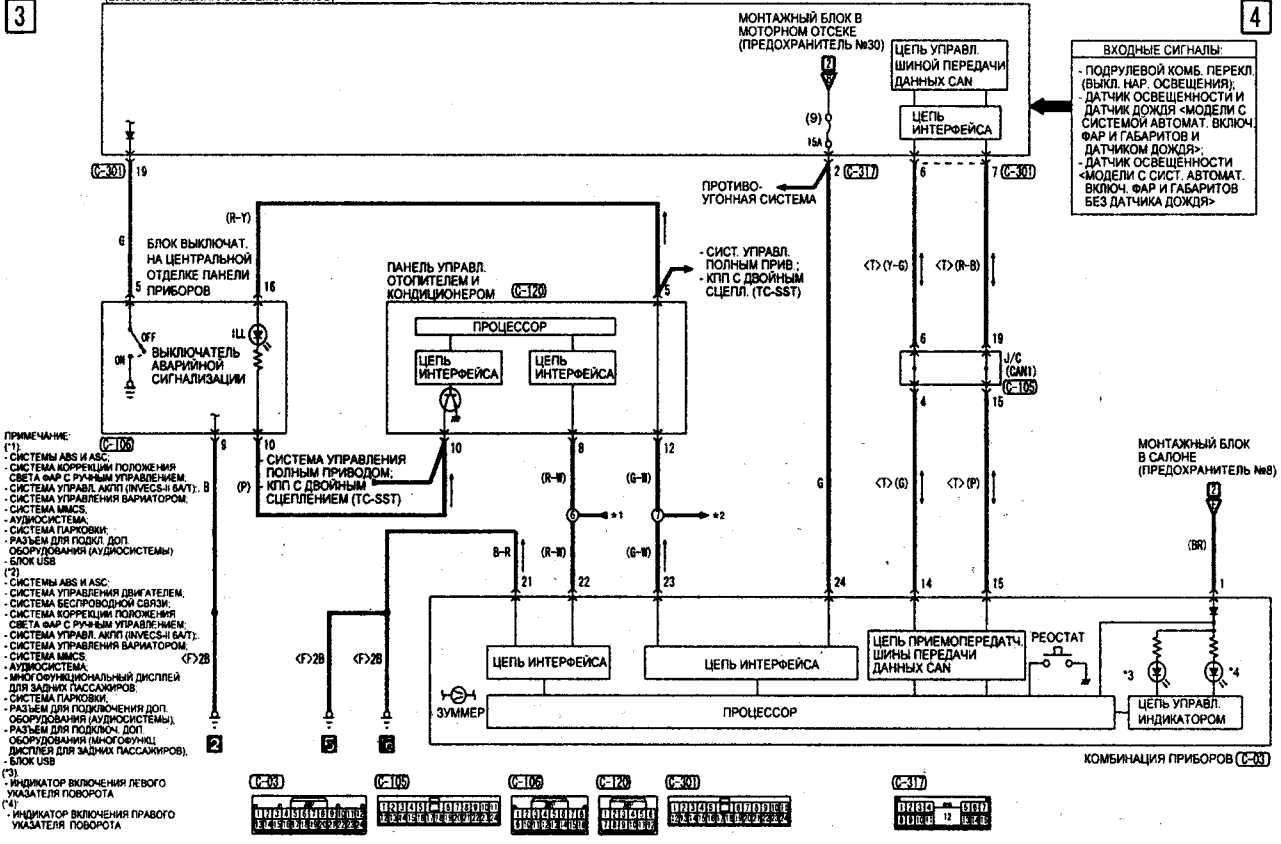 3
4
МОНТАЖНЫЙ БЛОК В
МОТОРНОМ ОТСЕКЕ
(ПРЕДОХРАНИТЕЛЬ №30)
2
(9)
15A
ЦЕПЬ УПРАВЛ.
ШИНОЙ ПЕРЕДАЧИ
ДАННЫХ CAN
ЦЕПЬ
ИНТЕРФЕЙСА
ВХОДНЫЕ СИГНАЛЫ:
- ПОДРУЛЕВОЙ КОМБ. ПЕРЕКЛ.
(ВЫКЛ. НАР. ОСВЕЩЕНИЯ);
- ДАТЧИК ОСВЕЩЕННОСТИ И
ДАТЧИК ДОЖДЯ <МОДЕЛИ С
СИСТЕМОЙ АВТОМАТ. ВКЛЮЧ.
ФАР И ГАБАРИТОВ И
ДАТЧИКОМ ДОЖДЯ>;
- ДАТЧИК ОСВЕЩЕННОСТИ
<МОДЕЛИ С СИСТ. АВТОМАТ.
ВКЛЮЧ. ФАР И ГАБАРИТОВ
БЕЗ ДАТЧИКА ДОЖДЯ>
C-301 19
2 C-317
6
7 C-301
ПРОТИВО-
УГОННАЯ СИСТЕМА
(R-Y)
G
БЛОК ВЫКЛЮЧАТ.
НА ЦЕНТРАЛЬНОЙ
ОТДЕЛКЕ ПАНЕЛИ
ПРИБОРОВ
5
16
ПАНЕЛЬ УПРАВЛ.
ОТОПИТЕЛЕМ И
КОНДИЦИОНЕРОМ C-120
5
- СИСТ. УПРАВЛ.
ПОЛНЫМ ПРИВ.;
- КПП С ДВОЙНЫМ
СЦЕПЛ. (TC-SST)
<T>(Y-G)
<T>(R-B)
OFF
ON
ILL
ВЫКЛЮЧАТЕЛЬ
АВАРИЙНОЙ
СИГНАЛИЗАЦИИ
ПРОЦЕССОР
ЦЕПЬ
ИНТЕРФЕЙСА
ЦЕПЬ
ИНТЕРФЕЙСА
6
19
J/C
(CAN1)
C-105
4
15
C-106
9
10
10
8
12
- СИСТЕМА УПРАВЛЕНИЯ
ПОЛНЫМ ПРИВОДОМ;
- КПП С ДВОЙНЫМ
СЦЕПЛЕНИЕМ (TC-SST)
B
(P)
(R-W)
(G-W)
G
<T>(G)
<T>(P)
МОНТАЖНЫЙ БЛОК
В САЛОНЕ
(ПРЕДОХРАНИТЕЛЬ №8)
2
(BR)
6
*1
7
*2
B-R
(R-W)
(G-W)
21
22
23
24
14
15
1
ПРИМЕЧАНИЕ:
(*1).
- СИСТЕМЫ ABS И ASC;
- СИСТЕМА КОРРЕКЦИИ ПОЛОЖЕНИЯ
СВЕТА ФАР С РУЧНЫМ УПРАВЛЕНИЕМ;
- СИСТЕМА УПРАВЛ. АКПП (INVECS-II 6A/T);.
- СИСТЕМА УПРАВЛЕНИЯ ВАРИАТОРОМ;
- СИСТЕМА MMCS,
- АУДИОСИСТЕМА;
- СИСТЕМА ПАРКОВКИ;
- РАЗЪЕМ ДЛЯ ПОДКЛ. ДОП.
ОБОРУДОВАНИЯ (АУДИОСИСТЕМЫ)
- БЛОК USB
(*2)
- СИСТЕМЫ ABS И ASC;
- СИСТЕМА УПРАВЛЕНИЯ ДВИГАТЕЛЕМ,
- СИСТЕМА БЕСПРОВОДНОЙ СВЯЗИ;
- СИСТЕМА КОРРЕКЦИИ ПОЛОЖЕНИЯ
СВЕТА ФАР С РУЧНЫМ УПРАВЛЕНИЕМ;
- СИСТЕМА УПРАВЛ. АКПП (INVECS-II 6A/T);.
- СИСТЕМА УПРАВЛЕНИЯ ВАРИАТОРОМ;
- СИСТЕМА MMCS,
- АУДИОСИСТЕМА;
- МНОГОФУНКЦИОНАЛЬНЫЙ ДИСПЛЕЙ
ДЛЯ ЗАДНИХ ПАССАЖИРОВ;
- СИСТЕМА ПАРКОВКИ,
- РАЗЪЕМ ДЛЯ ПОДКЛЮЧЕНИЯ ДОП.
ОБОРУДОВАНИЯ (АУДИОСИСТЕМЫ),
- РАЗЪЕМ ДЛЯ ПОДКЛЮЧ. ДОП.
ОБОРУДОВАНИЯ (МНОГОФУНКЦ
ДИСПЛЕЯ ДЛЯ ЗАДНИХ ПАССАЖИРОВ),
- БЛОК USB
(*3).
- ИНДИКАТОР ВКЛЮЧЕНИЯ ЛЕВОГО
УКАЗАТЕЛЯ ПОВОРОТА
(*4)
- ИНДИКАТОР ВКЛЮЧЕНИЯ ПРАВОГО
УКАЗАТЕЛЯ ПОВОРОТА
<F>2B
<F>2B
<F>2B
2
5
ЦЕПЬ ИНТЕРФЕЙСА
ЦЕПЬ ИНТЕРФЕЙСА
ЦЕПЬ ПРИЕМОПЕРЕДАТЧ.
ШИНЫ ПЕРЕДАЧИ
ДАННЫХ CAN
РЕОСТАТ
*3
*4
ЗУММЕР
ПРОЦЕССОР
ЦЕПЬ УПРАВЛ.
ИНДИКАТОРОМ
КОМБИНАЦИЯ ПРИБОРОВ C-03
C-03
C-105
C-106
C-120
C-301
C-317